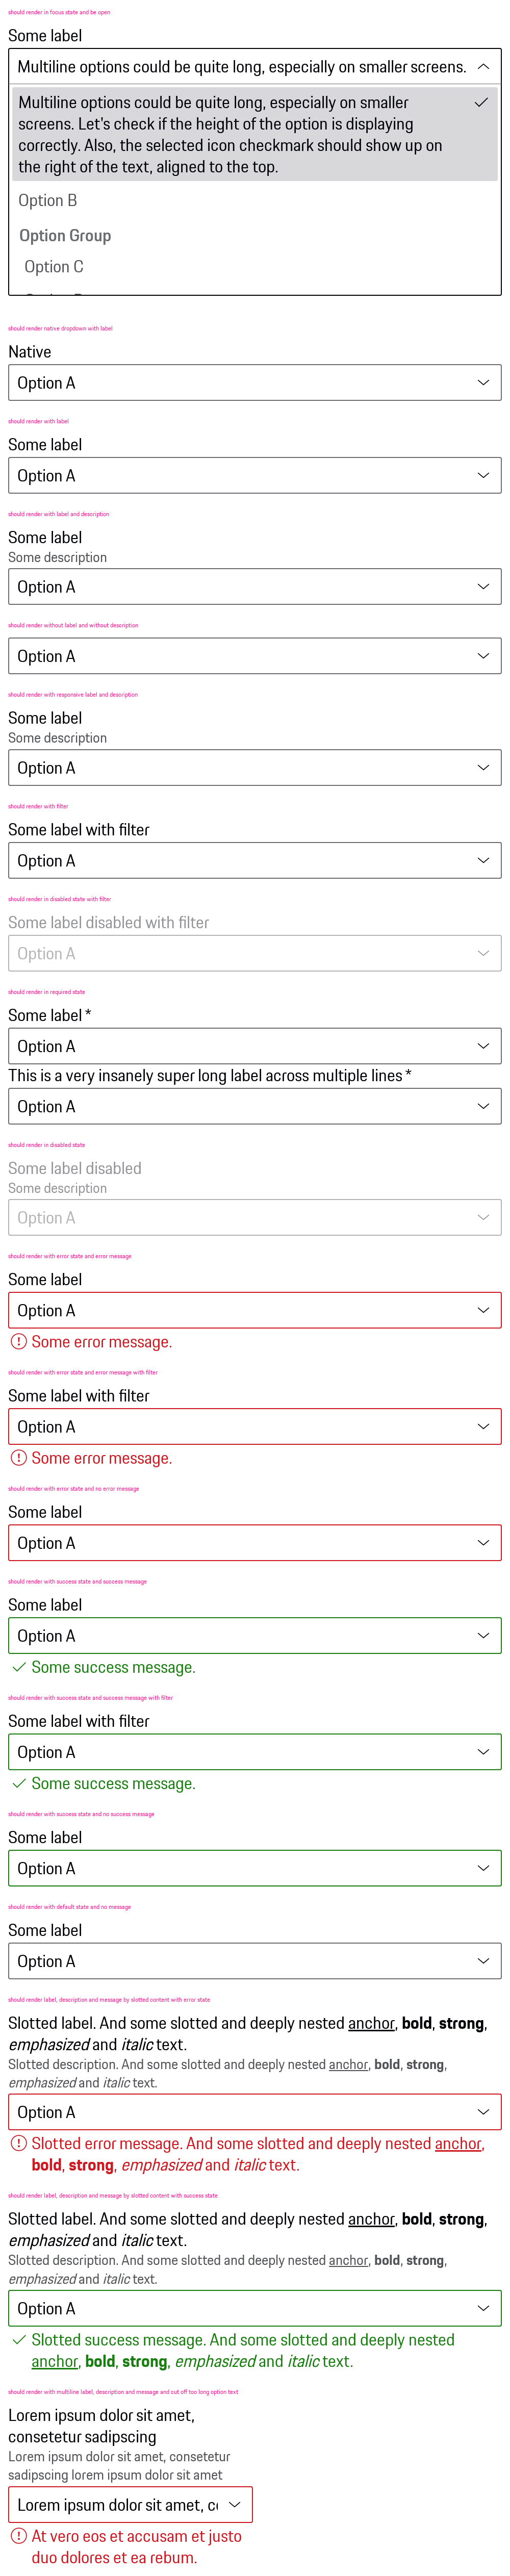 should render in focus state and be open
Some label
Multiline options could be quite long, especially on smaller screens.
Multiline options could be quite long, especially on smaller
screens. Let's check if the height of the option is displaying
correctly. Also, the selected icon checkmark should show up on
the right of the text, aligned to the top.
Option B
Option Group
Option C
should render native dropdown with label
Native
Option A
should render with label
Some label
Option A
should render with label and description
Some label
Some description
Option A
should render without label and without description
Option A
should render with responsive label and description
Some label
Some description
Option A
should render with filter
Some label with filter
Option A
should render in disabled state with filter
Some label disabled with filter
Option A
should render in required state
Some label *
Option A
This is a very insanely super long label across multiple lines *
Option A
should render in disabled state
Some label disabled
Some description
Option A
should render with error state and error message
Some label
Option A
Some error message.
should render with error state and error message with filter
Some label with filter
Option A
Some error message.
should render with error state and no error message
Some label
Option A
should render with success state and success message
Some label
Option A
Some success message.
should render with success state and success message with filter
Some label with filter
Option A
Some success message.
should render with success state and no success message
Some label
Option A
should render with default state and no message
Some label
Option A
should render label, description and message by slotted content with error state
Slotted label. And some slotted and deeply nested anchor, bold, strong,
emphasized and italic text.
Slotted description. And some slotted and deeply nested anchor, bold, strong,
emphasized and italic text.
Option A
Slotted error message. And some slotted and deeply nested anchor,
bold, strong, emphasized and italic text.
should render label, description and message by slotted content with success state
Slotted label. And some slotted and deeply nested anchor, bold, strong,
emphasized and italic text.
Slotted description. And some slotted and deeply nested anchor, bold, strong,
emphasized and italic text.
Option A
Slotted success message. And some slotted and deeply nested
anchor, bold, strong, emphasized and italic text.
should render with multiline label, description and message and cut off too long option text
Lorem ipsum dolor sit amet,
consetetur sadipscing
Lorem ipsum dolor sit amet, consetetur
sadipscing lorem ipsum dolor sit amet
Lorem ipsum dolor sit amet,
At vero eos et accusam et justo
duo dolores et ea rebum.